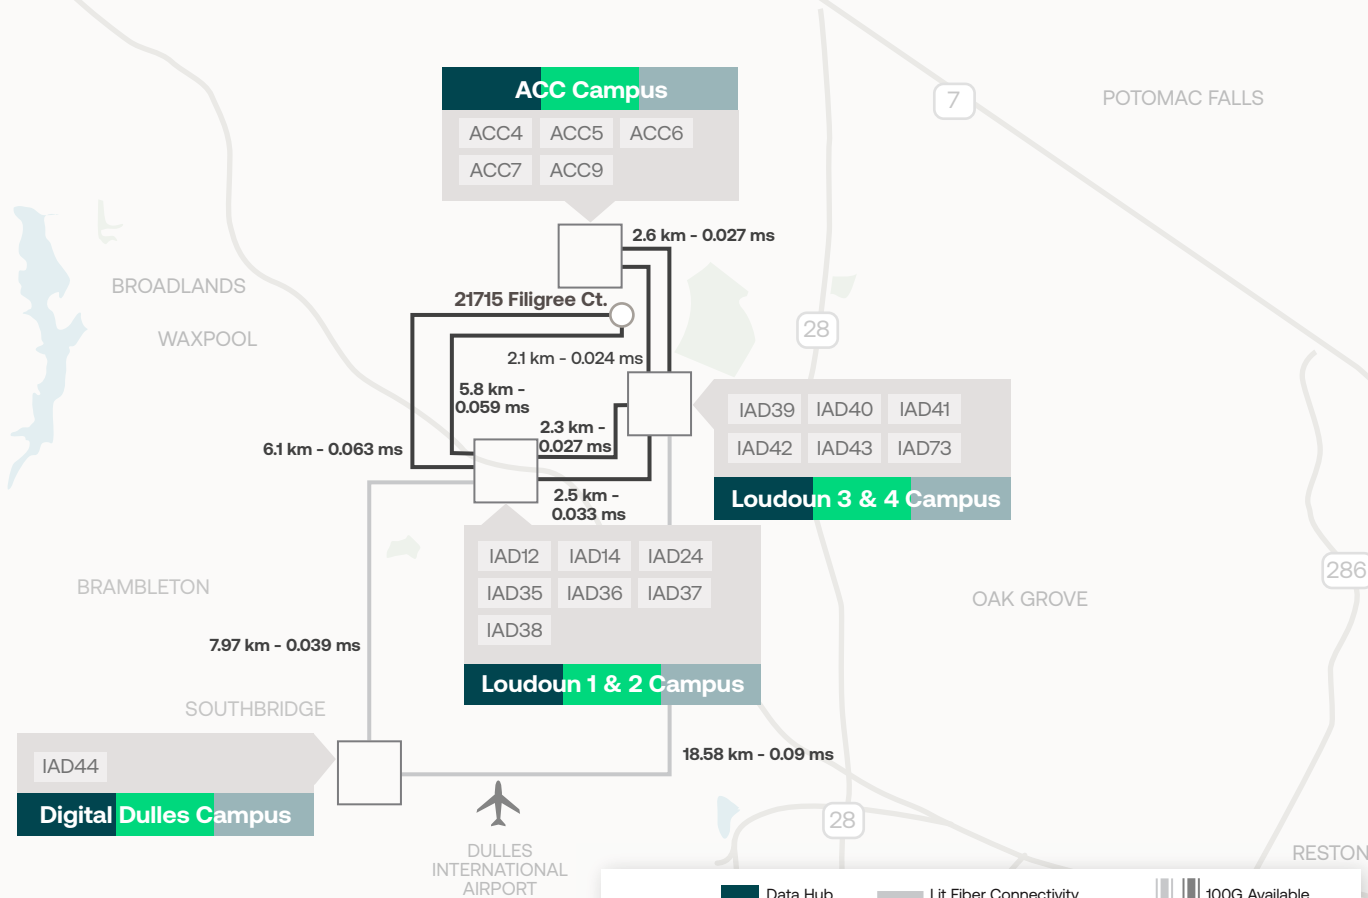 ACC Campus
ACC4 ACC5 ACC6
ACC7 ACC9
7
POTOMAC FALLS
2.6 km - 0.027 ms
BROADLANDS
21715 Filigree Ct.
WAXPOOL
28
2.1 km - 0.024 ms
5.8 km -
0.059 ms
IAD39 IAD40 IAD41
IAD42 IAD43 IAD73
Loudoun 3 & 4 Campus
2.3 km -
0.027 ms
6.1 km - 0.063 ms
2.5 km -
0.033 ms
IAD12 IAD14 IAD24
IAD35 IAD36 IAD37
IAD38
Loudoun 1 & 2 Campus
286
BRAMBLETON
OAK GROVE
7.97 km - 0.039 ms
SOUTHBRIDGE
IAD44
Digital Dulles Campus
18.58 km - 0.09 ms
28
DULLES
INTERNATIONAL
AIRPORT
RESTON
Data Hub
Lit Fiber Connectivity
100G Available